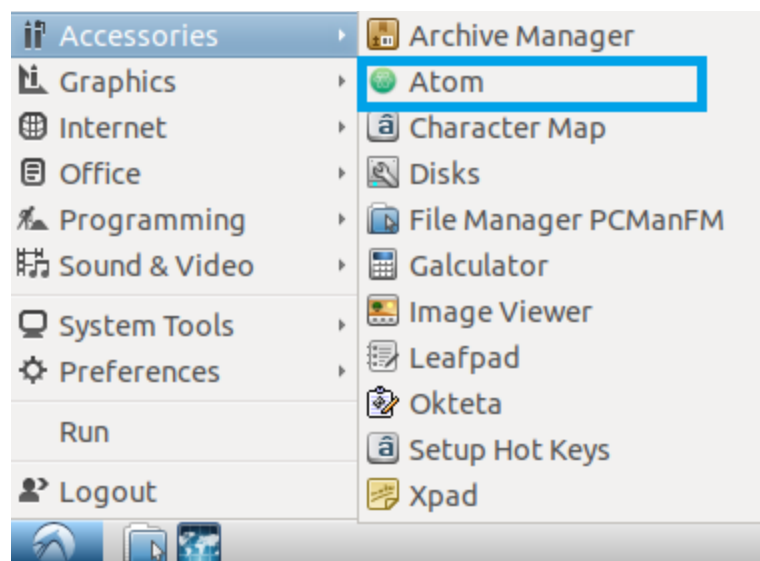 Accessories
Graphics
Internet
Office
Programming
Sound & Video
System Tools
Preferences
Run
Logout
Archive Manager
Atom
Character Map
Disks
File Manager PCManFM
Galculator
Image Viewer
Leafpad
Okteta
Setup Hot Keys
Xpad